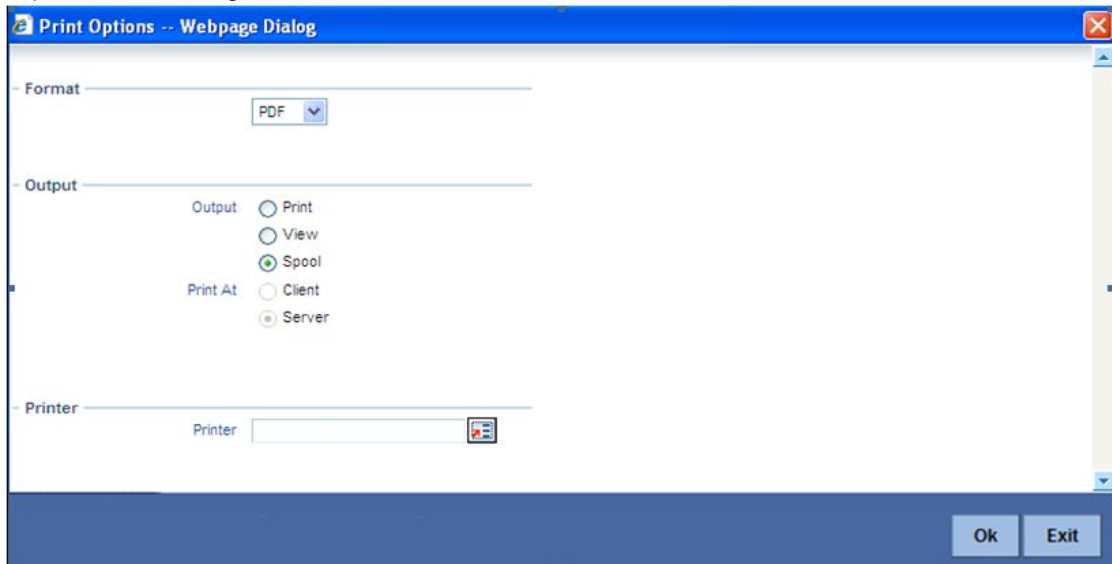 Print Options -- Webpage Dialog
Format
PDF
Output
Output Print
View
Spool
Print At Client
Server
Printer
Printer
Ok Exit